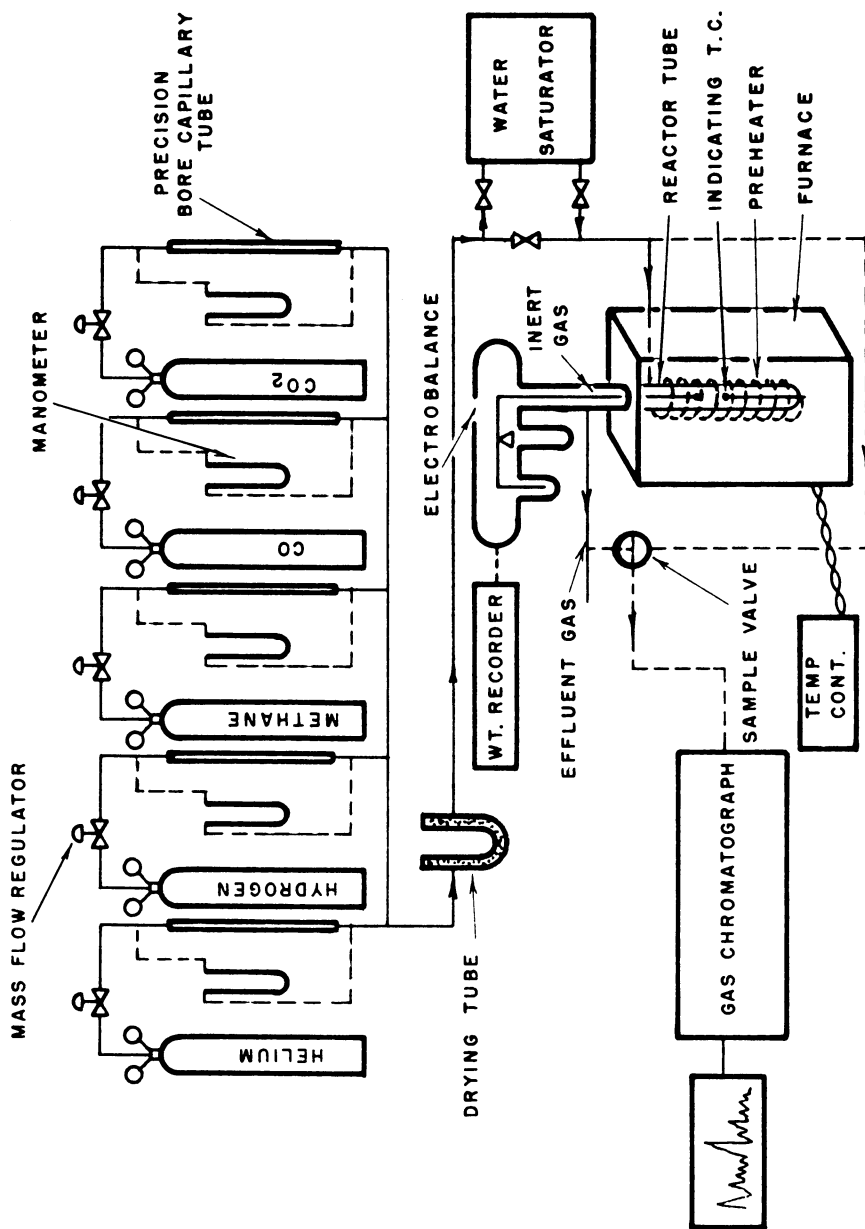 MASS FLOW REGULATOR
MANOMETER
PRECISION
BORE CAPILLARY
TUBE
HELIUM
HYDROGEN
METHANE
CO
CO2
DRYING TUBE
WT. RECORDER
ELECTROBALANCE
WATER
SATURATOR
INERT
GAS
EFFLUENT GAS
REACTOR TUBE
INDICATING T.C.
PREHEATER
FURNACE
SAMPLE VALVE
TEMP
CONT.
GAS CHROMATOGRAPH